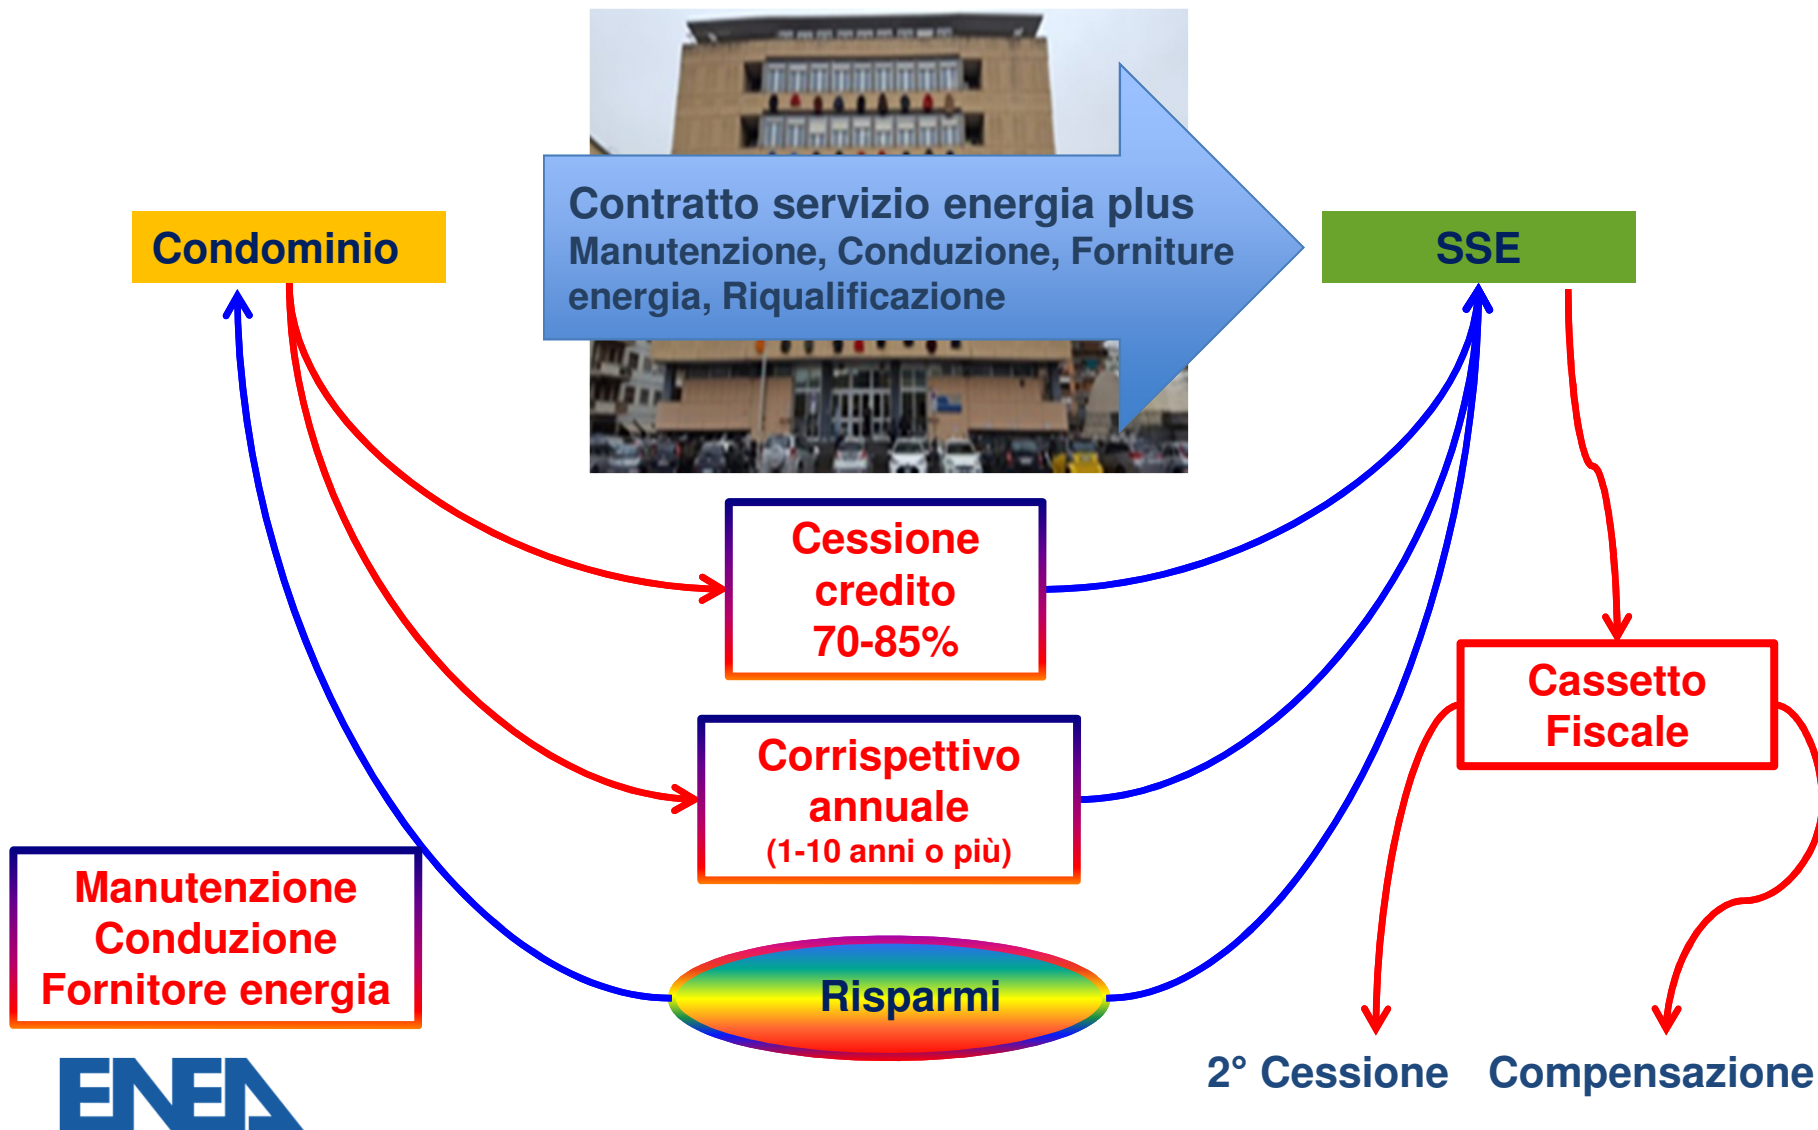 Contratto servizio energia plus
Manutenzione, Conduzione, Forniture
energia, Riqualificazione
Condominio
SSE
Cessione
credito
70-85%
Cassetto
Fiscale
Corrispettivo
annuale
(1-10 anni o più)
Manutenzione
Conduzione
Fornitore energia
Risparmi
2° Cessione
Compensazione
ENEA